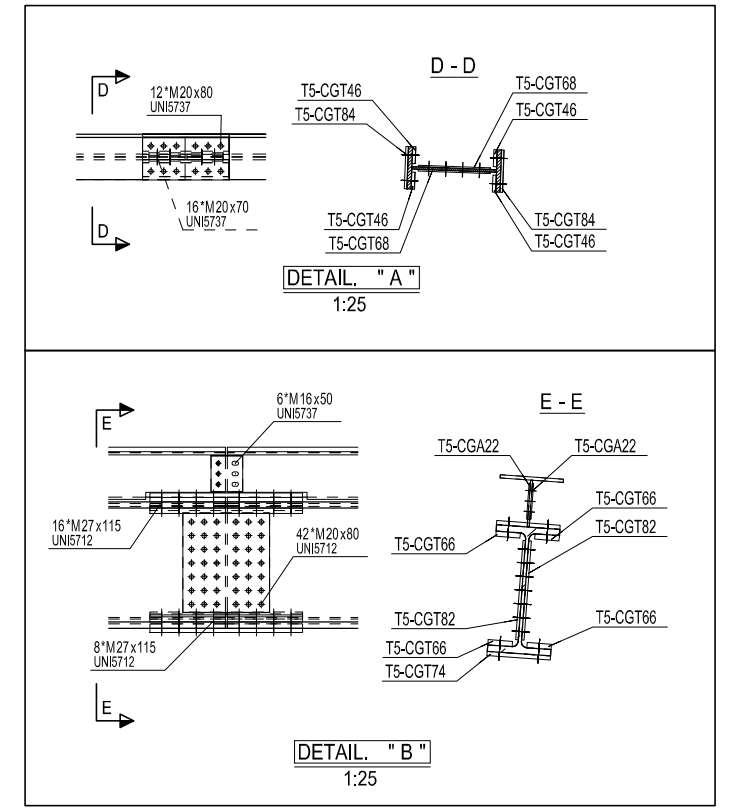 D
12*M20x80
UNI5737
16*M20x70
UNI5737
D
D - D
T5-CGT46
T5-CGT84
T5-CGT68
T5-CGT46
T5-CGT46
T5-CGT68
T5-CGT84
T5-CGT46
DETAIL. "A"
1:25
E
6*M16x50
UNI5737
16*M27x115
UNI5712
42*M20x80
UNI5712
8*M27x115
UNI5712
E
E - E
T5-CGA22
T5-CGA22
T5-CGT66
T5-CGT82
T5-CGT66
T5-CGT82
T5-CGT66
T5-CGT66
T5-CGT74
DETAIL. "B"
1:25